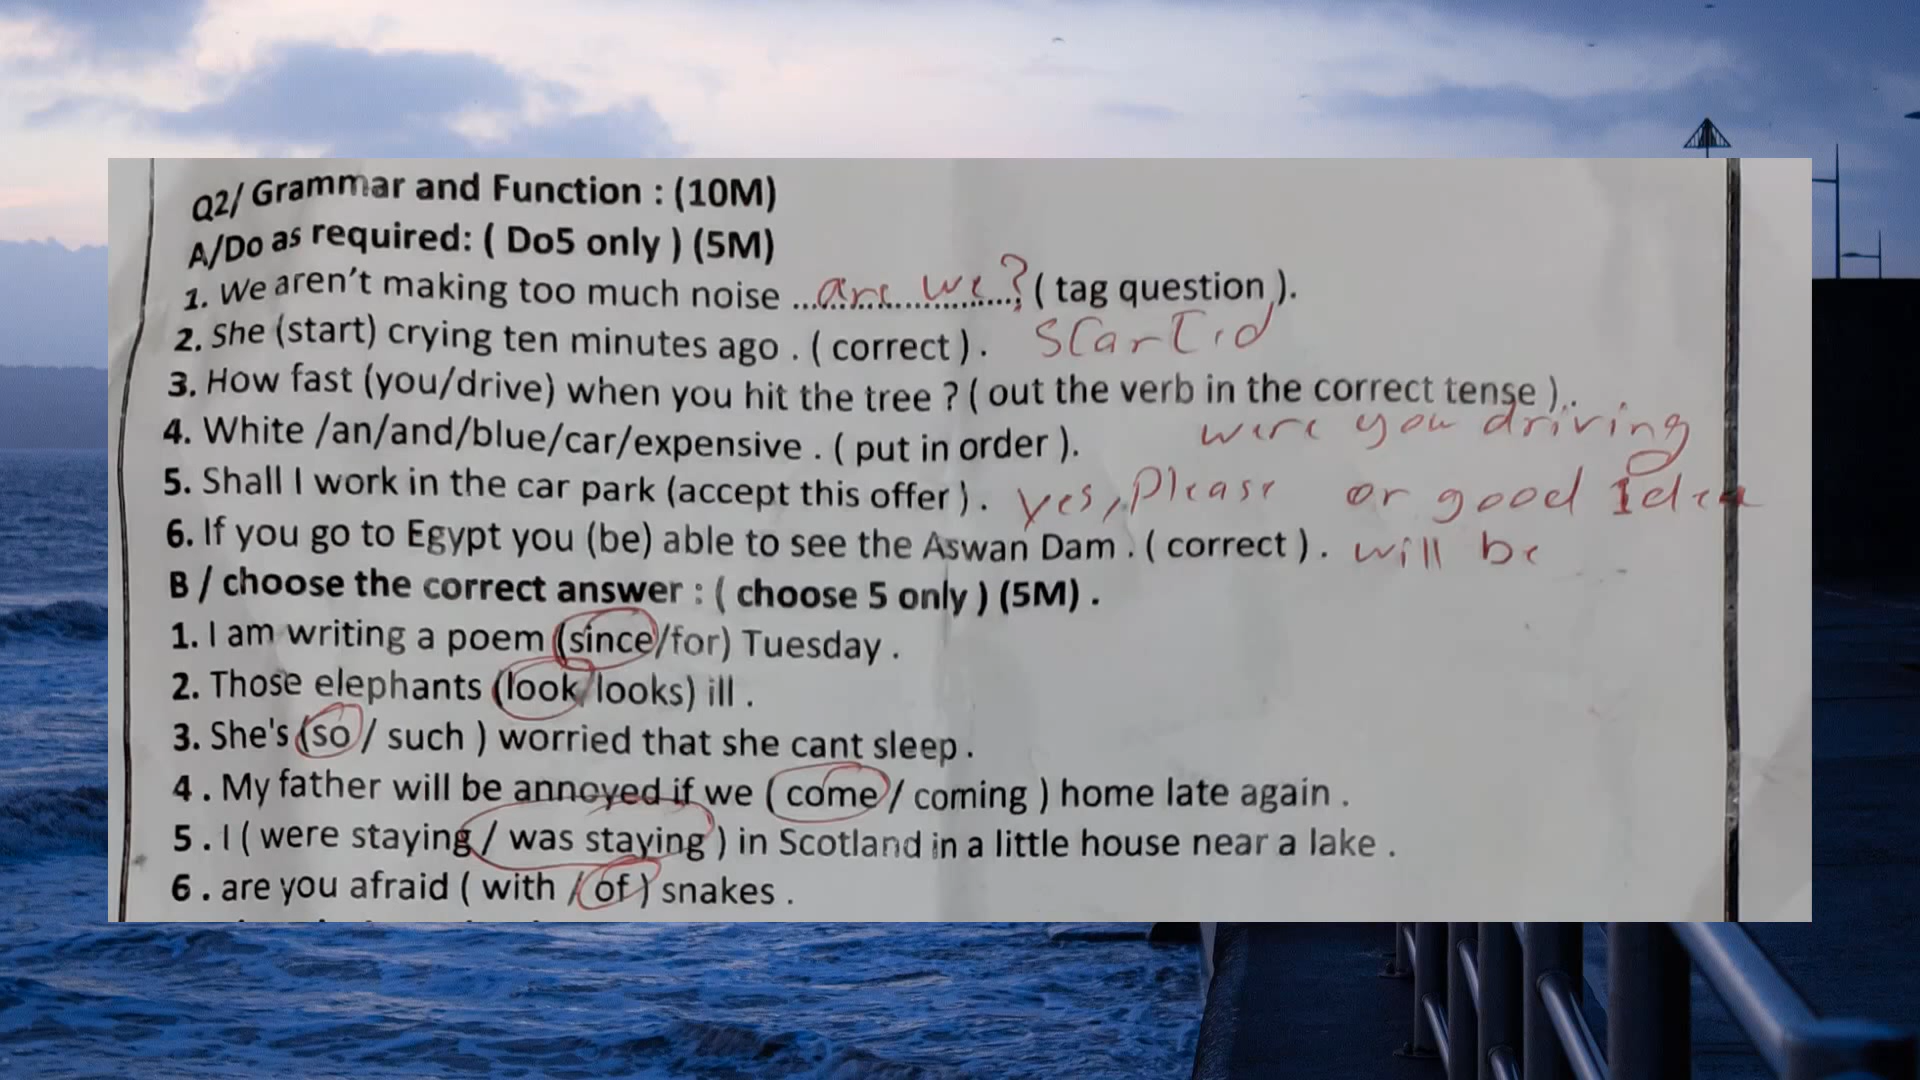 Q2/ Grammar and Function : (10M)
A/Do as required: ( Do5 only ) (5M)
1. We aren't making too much noise ...are we?...? ( tag question ).
2. She (start) crying ten minutes ago . ( correct ). started
3. How fast (you/drive) when you hit the tree ? ( out the verb in the correct tense ). .
were you driving
4. White /an/and/blue/car/expensive . ( put in order ).
5. Shall I work in the car park (accept this offer ) . yes, Please or good Idea
6. If you go to Egypt you (be) able to see the Aswan Dam . ( correct ) . will be
B / choose the correct answer : ( choose 5 only ) (5M) .
1. I am writing a poem (since/for) Tuesday .
2. Those elephants (look/looks) ill .
3. She's (so / such ) worried that she cant sleep .
4 . My father will be annoyed if we ( come / coming ) home late again .
5 . I ( were staying / was staying ) in Scotland in a little house near a lake .
6 . are you afraid ( with / of ) snakes .